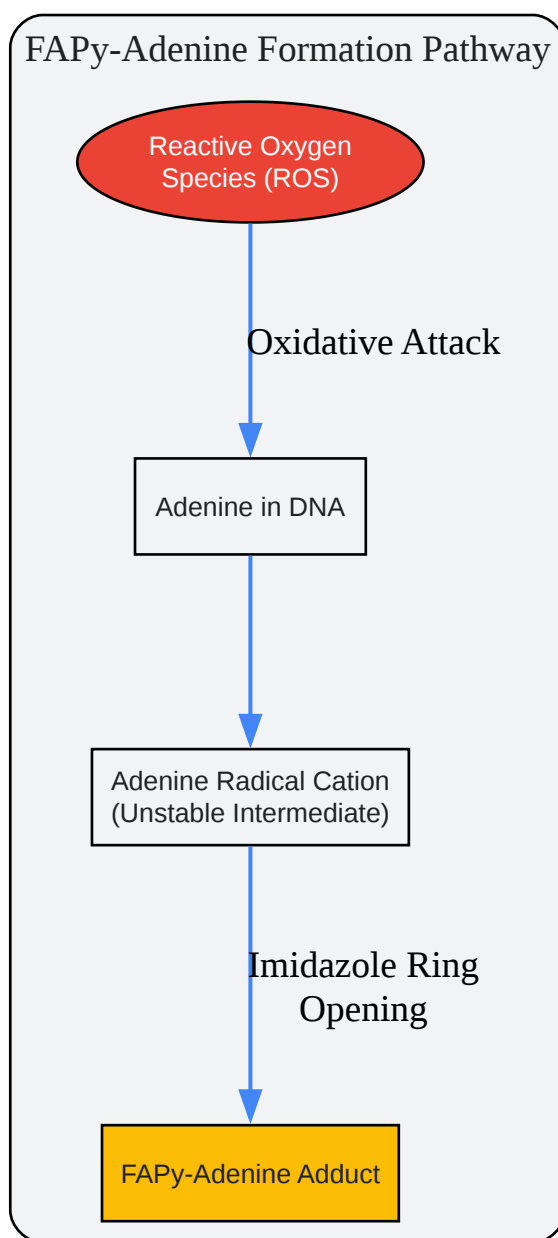 FAPy-Adenine Formation Pathway
Reactive Oxygen
Species (ROS)
Oxidative Attack
Adenine in DNA
Adenine Radical Cation
(Unstable Intermediate)
Imidazole Ring
Opening
FAPy-Adenine Adduct